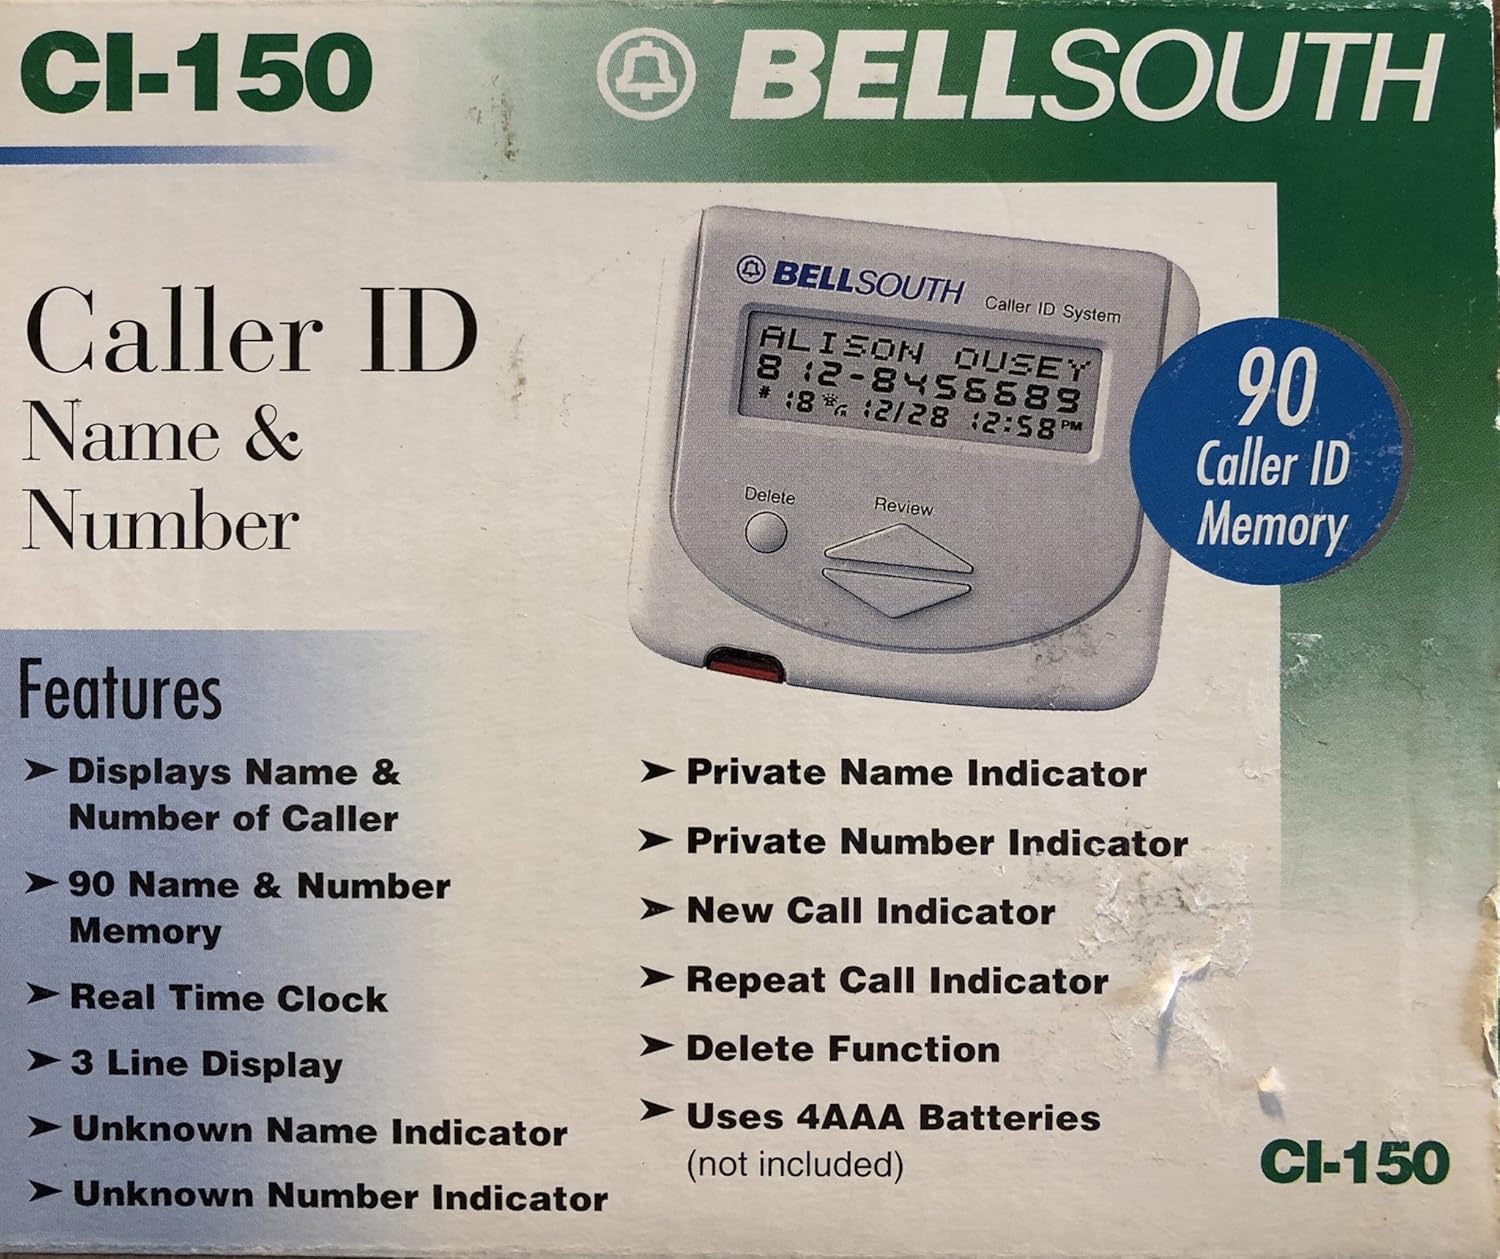 CI-150
BELLSOUTH
Caller ID
Name &
Number
BELLSOUTH
Caller ID System
ALISON OUSEY
812-8456689
# 18 12/28 12:58 PM
Delete
Review
90
Caller ID
Memory
Features
➤ Displays Name &
Number of Caller
➤ 90 Name & Number
Memory
➤ Real Time Clock
➤ 3 Line Display
➤ Unknown Name Indicator
➤ Unknown Number Indicator
➤ Private Name Indicator
➤ Private Number Indicator
➤ New Call Indicator
➤ Repeat Call Indicator
➤ Delete Function
➤ Uses 4AAA Batteries
(not included)
CI-150